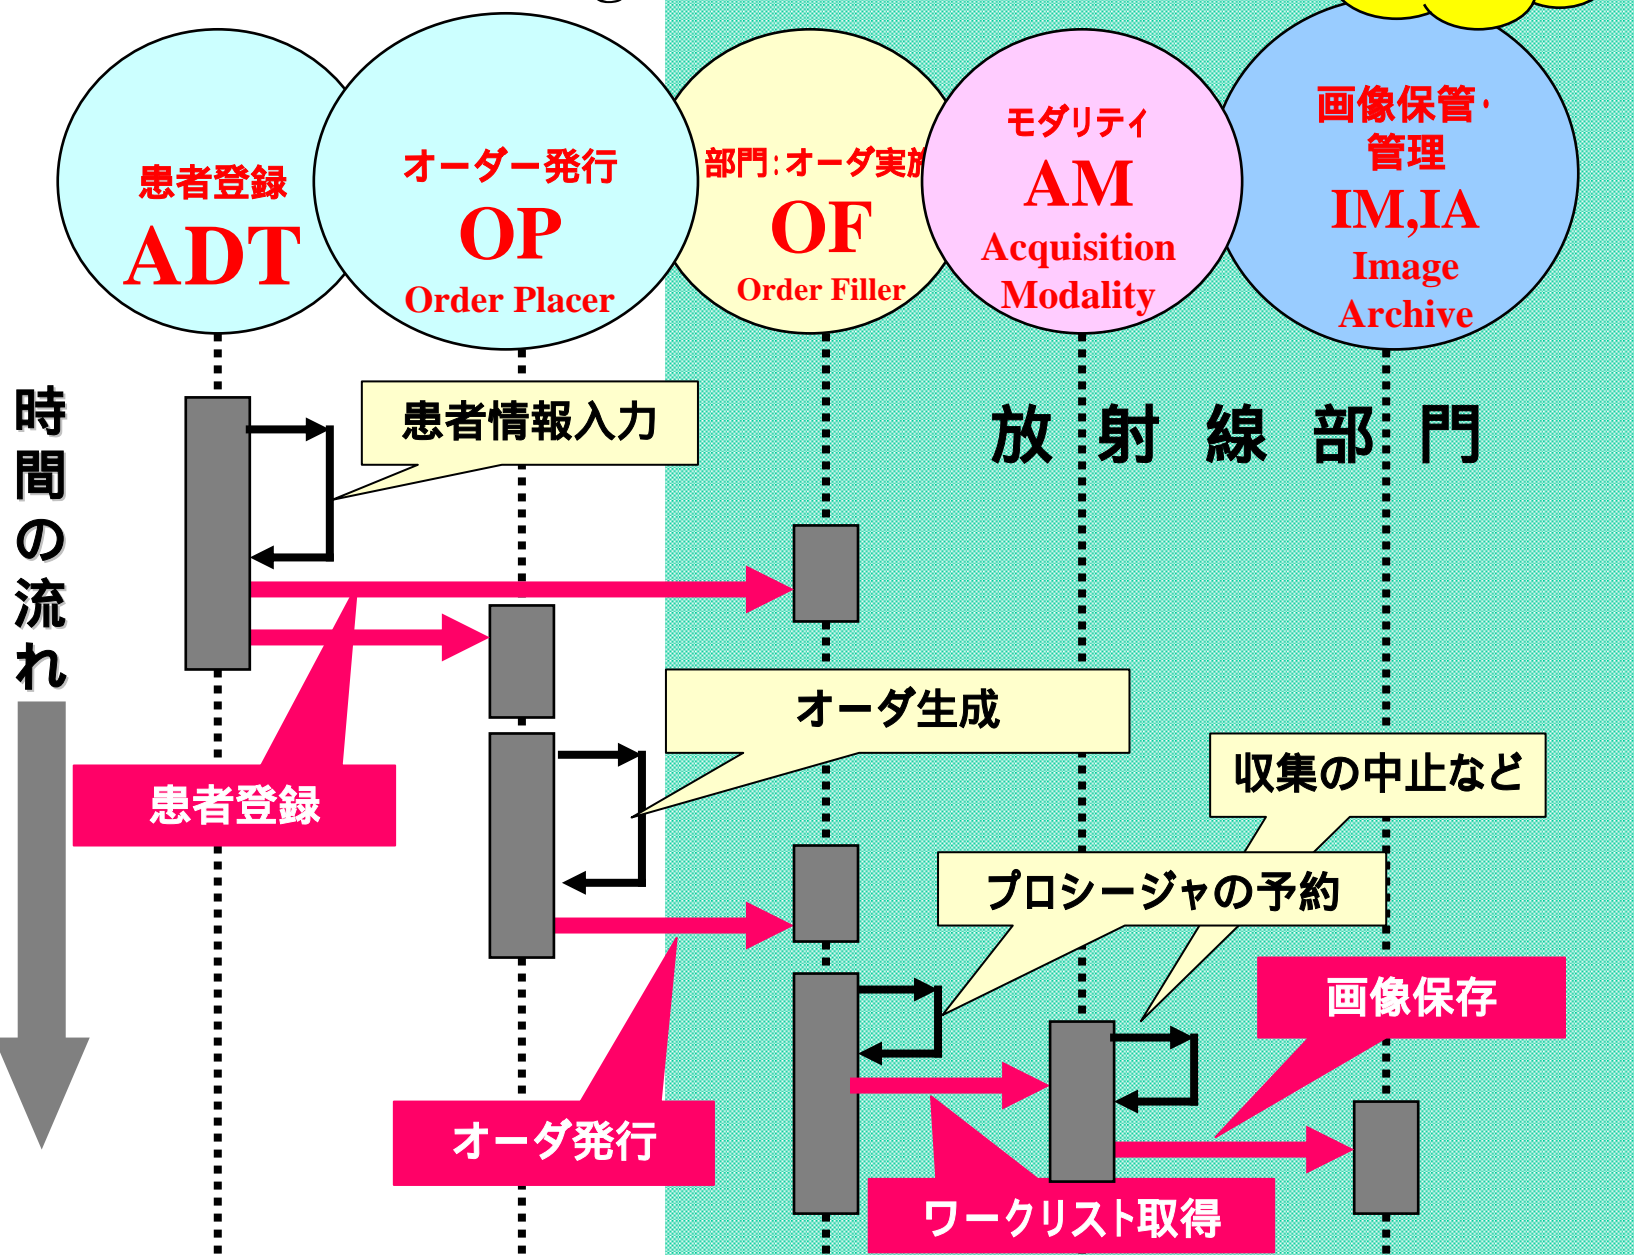 患者登録
ADT
オーダー発行
OP
Order Placer
部門:オーダ実施
OF
Order Filler
モダリティ
AM
Acquisition
Modality
画像保管・
管理
IM,IA
Image
Archive
時間の流れ
患者情報入力
放射線部門
オーダ生成
収集の中止など
患者登録
プロシージャの予約
画像保存
オーダ発行
ワークリスト取得